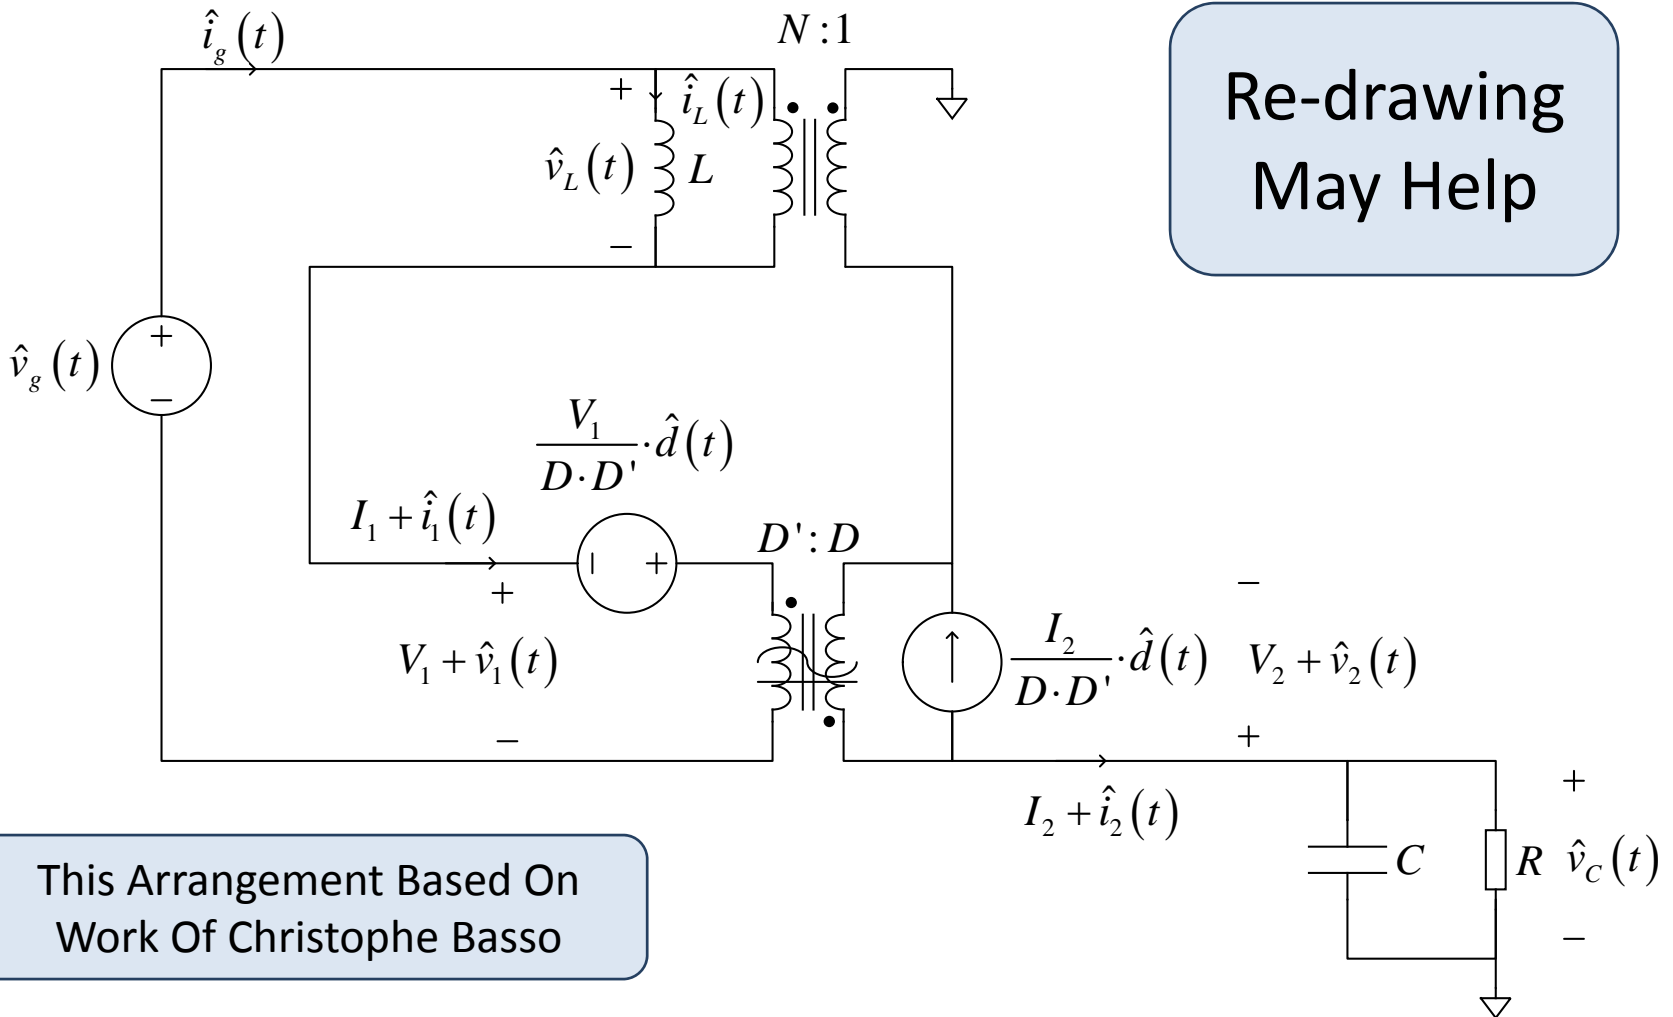 î_g(t)
N:1
Re-drawing
May Help
+
î_L(t)
v̂_L(t)
L
−
+
v̂_g(t)
−
V_1/(D·D')·d̂(t)
I_1+î_1(t)
− +
D':D
+
V_1+v̂_1(t)
−
I_2/(D·D')·d̂(t)
−
V_2+v̂_2(t)
+
I_2+î_2(t)
+
C
R
v̂_C(t)
−
This Arrangement Based On
Work Of Christophe Basso